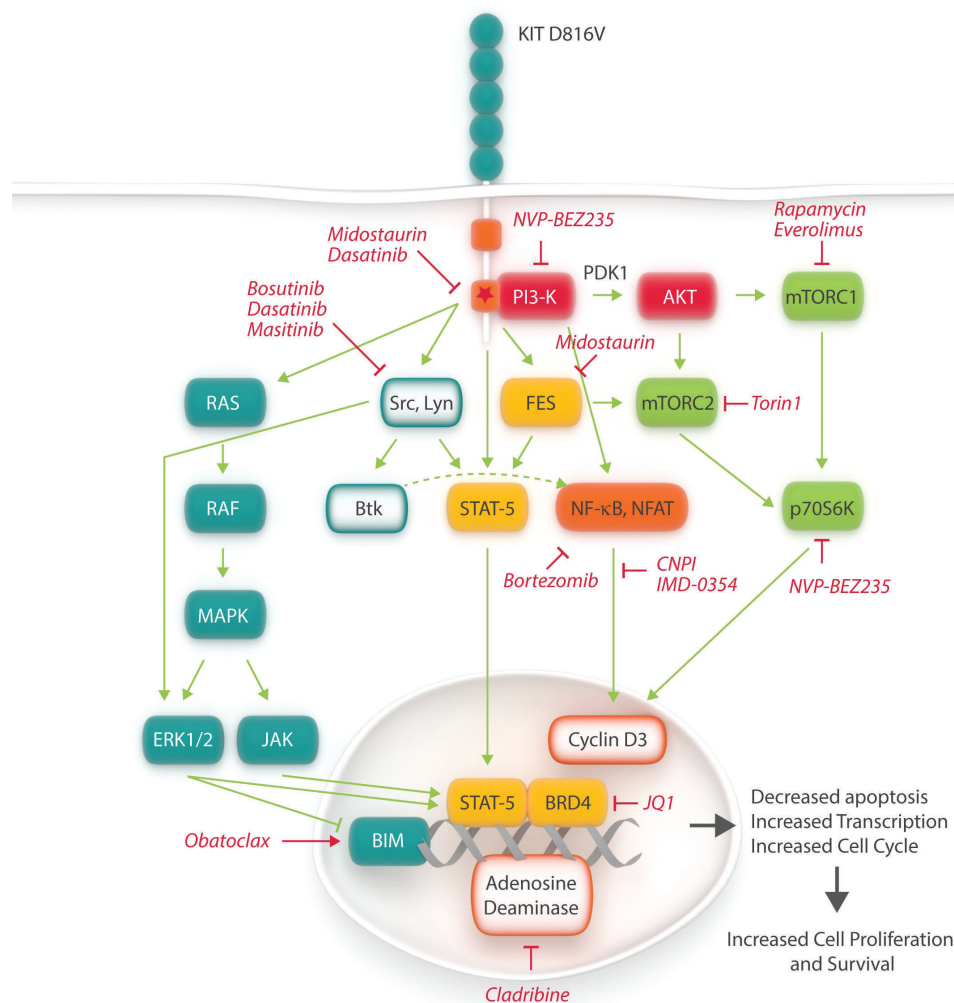 KIT D816V
NVP-BEZ235
Rapamycin
Everolimus
Midostaurin
Dasatinib
PDK1
PI3-K
AKT
mTORC1
Bosutinib
Dasatinib
Masitinib
Midostaurin
RAS
Src, Lyn
FES
mTORC2
Torin1
RAF
Btk
STAT-5
NF-κB, NFAT
p70S6K
Bortezomib
CNPI
IMD-0354
NVP-BEZ235
MAPK
ERK1/2
JAK
Cyclin D3
STAT-5
BRD4
JQ1
Decreased apoptosis
Increased Transcription
Increased Cell Cycle
Obatoclax
BIM
Adenosine
Deaminase
Increased Cell Proliferation
and Survival
Cladribine